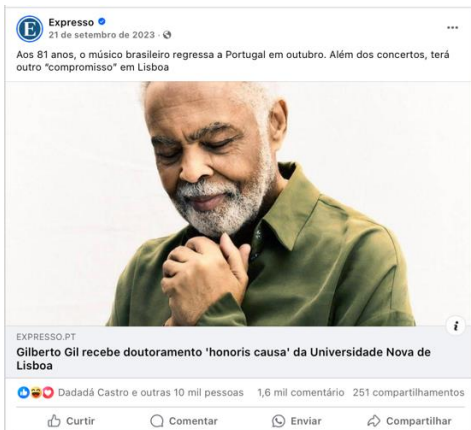 Expresso
21 de setembro de 2023 ·
Aos 81 anos, o músico brasileiro regressa a Portugal em outubro. Além dos concertos, terá
outro "compromisso" em Lisboa
EXPRESSO.PT
Gilberto Gil recebe doutoramento 'honoris causa' da Universidade Nova de
Lisboa
Dadadá Castro e outras 10 mil pessoas 1,6 mil comentário 251 compartilhamentos
Curtir Comentar Enviar Compartilhar